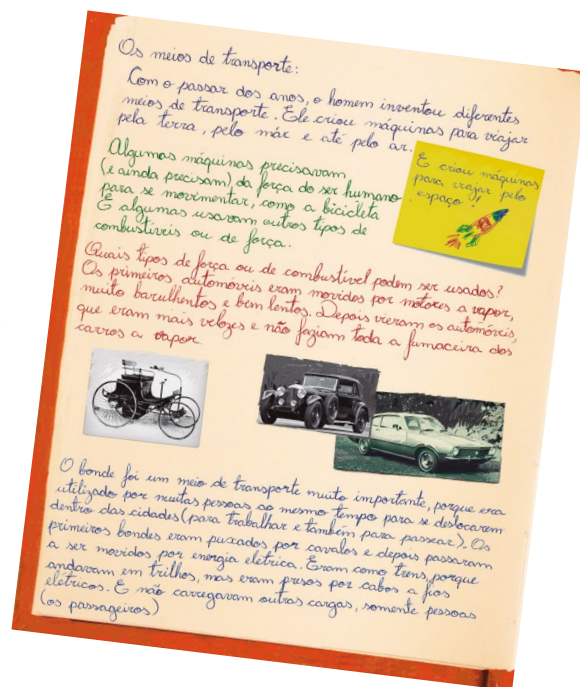 Os meios de transporte:
Com o passar dos anos, o homem inventou diferentes
meios de transporte. Ele criou máquinas para viajar
pela terra, pelo mar e até pelo ar.
E criou máquinas
para viajar pelo
espaço!
Algumas máquinas precisavam
(e ainda precisam) da força do ser humano
para se movimentar, como a bicicleta
E algumas usavam outros tipos de
combustíveis ou de força.
Quais tipos de força ou de combustível podem ser usados?
Os primeiros automóveis eram movidos por motores a vapor,
muito barulhentos e bem lentos. Depois vieram os automóveis,
que eram mais velozes e não faziam toda a fumaceira dos
carros a vapor
O bonde foi um meio de transporte muito importante, porque era
utilizado por muitas pessoas ao mesmo tempo para se deslocarem
dentro das cidades (para trabalhar e também para passear). Os
primeiros bondes eram puxados por cavalos e depois passaram
a ser movidos por energia elétrica. Eram como trens, porque
andavam em trilhos, mas eram presos por cabos a fios
elétricos. E não carregavam outras cargas, somente pessoas
(os passageiros)